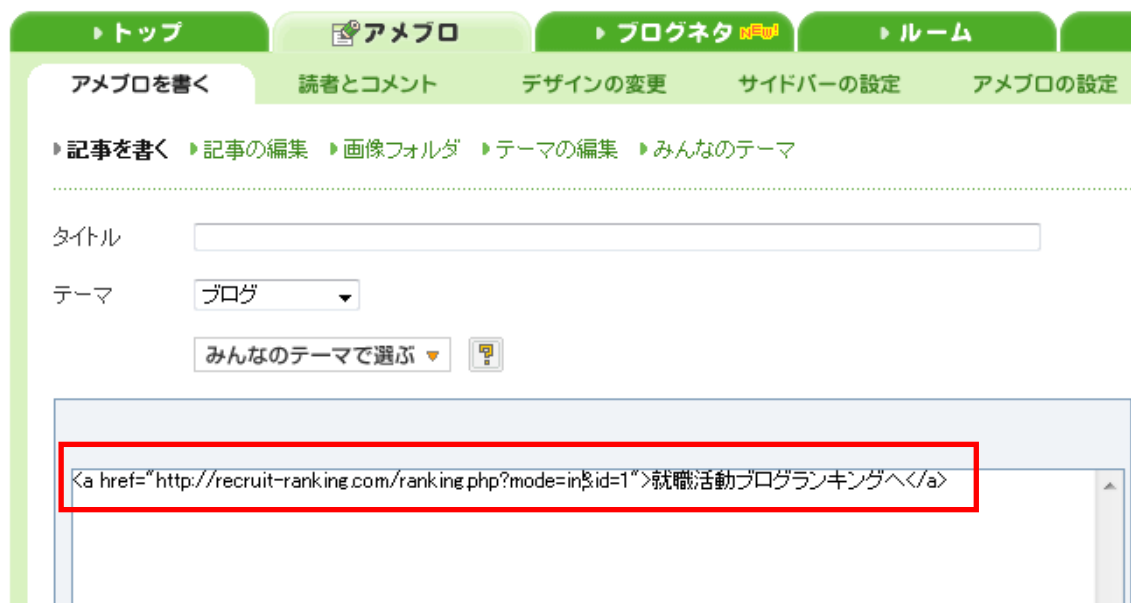 トップ アメブロ ブログネタ NEW! ルーム
アメブロを書く 読者とコメント デザインの変更 サイドバーの設定 アメブロの設定
記事を書く 記事の編集 画像フォルダ テーマの編集 みんなのテーマ
タイトル
テーマ ブログ
みんなのテーマで選ぶ ?
<a href="http://recruit-ranking.com/ranking.php?mode=in&id=1">就職活動ブログランキングへ</a>